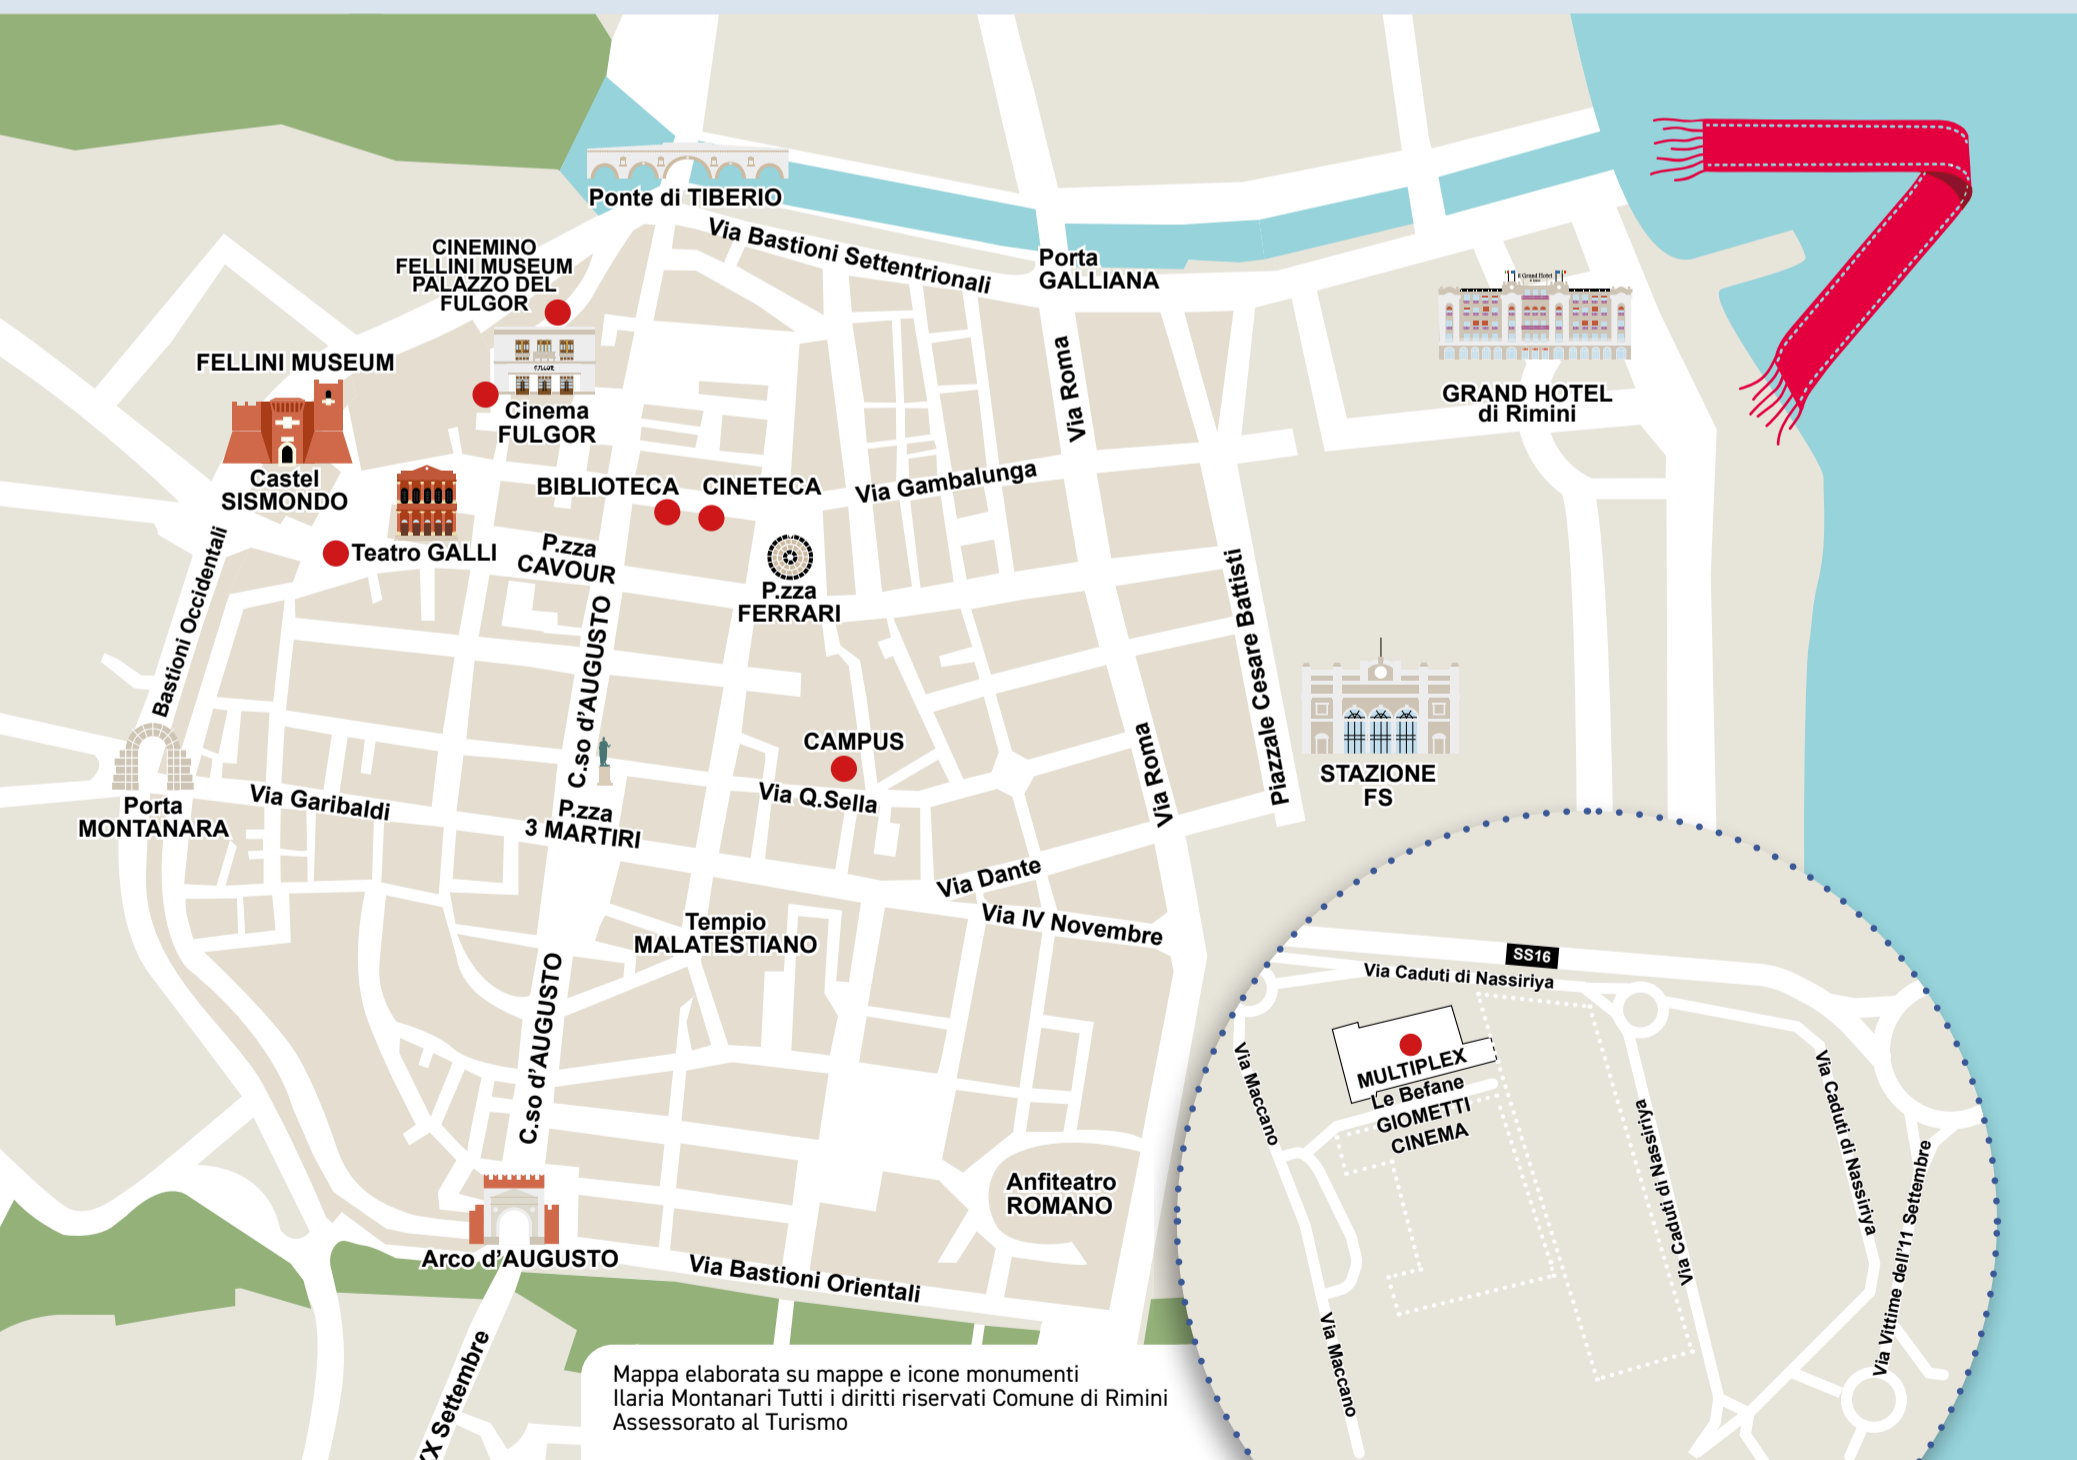 Ponte di TIBERIO
Via Bastioni Settentrionali
Porta
GALLIANA
CINEMINO
FELLINI MUSEUM
PALAZZO DEL
FULGOR
FULGOR
Cinema
FULGOR
FELLINI MUSEUM
Castel
SISMONDO
Il Grand Hotel
GRAND HOTEL
di Rimini
Via Roma
BIBLIOTECA
CINETECA
Via Gambalunga
Teatro GALLI
P.zza
CAVOUR
P.zza
FERRARI
Bastioni Occidentali
C.so d'AUGUSTO
Piazzale Cesare Battisti
STAZIONE
FS
CAMPUS
Via Q.Sella
Via Roma
Porta
MONTANARA
Via Garibaldi
P.zza
3 MARTIRI
Via Dante
Via IV Novembre
Tempio
MALATESTIANO
C.so d'AUGUSTO
Anfiteatro
ROMANO
Arco d'AUGUSTO
Via Bastioni Orientali
XX Settembre
SS16
Via Caduti di Nassiriya
MULTIPLEX
Le Befane
GIOMETTI
CINEMA
Via Maccano
Via Caduti di Nassiriya
Via Caduti di Nassiriya
Via Vittime dell'11 Settembre
Via Maccano
Mappa elaborata su mappe e icone monumenti
Ilaria Montanari Tutti i diritti riservati Comune di Rimini
Assessorato al Turismo